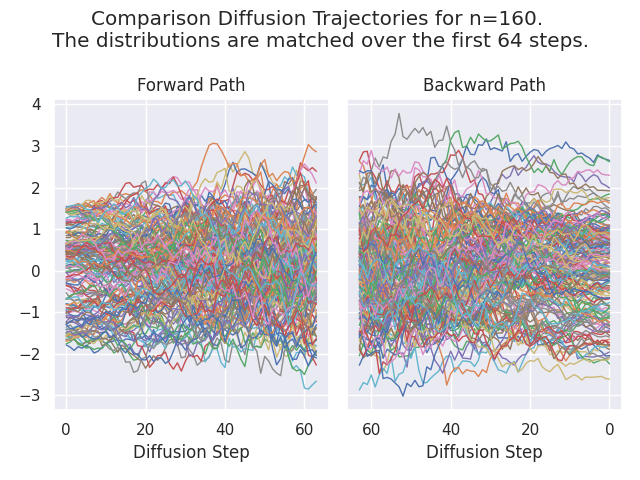 Comparison Diffusion Trajectories for n=160.
The distributions are matched over the first 64 steps.
Forward Path
Backward Path
4
3
2
1
0
−1
−2
−3
0 20 40 60
60 40 20 0
Diffusion Step
Diffusion Step